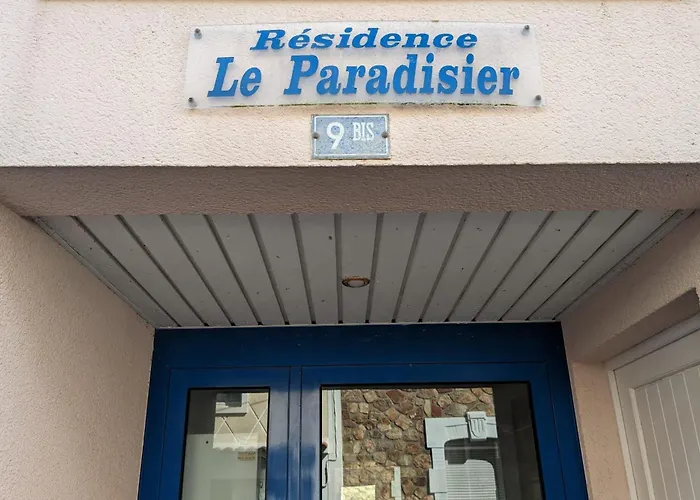 Résidence
Le Paradisier
9 BIS